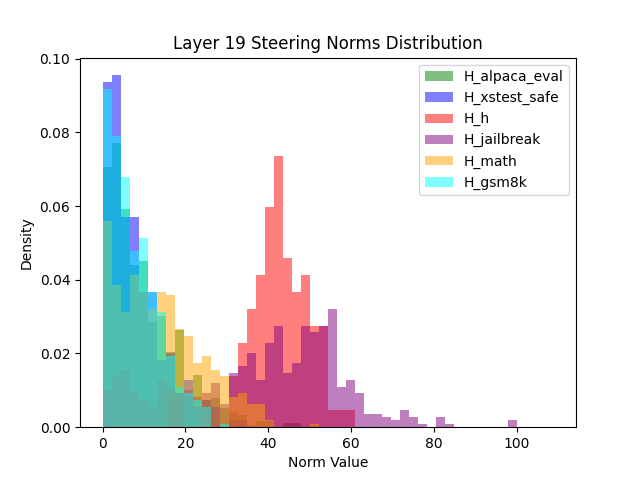 Layer 19 Steering Norms Distribution
0.10
0.08
0.06
0.04
0.02
0.00
Density
H_alpaca_eval
H_xstest_safe
H_h
H_jailbreak
H_math
H_gsm8k
0 20 40 60 80 100
Norm Value